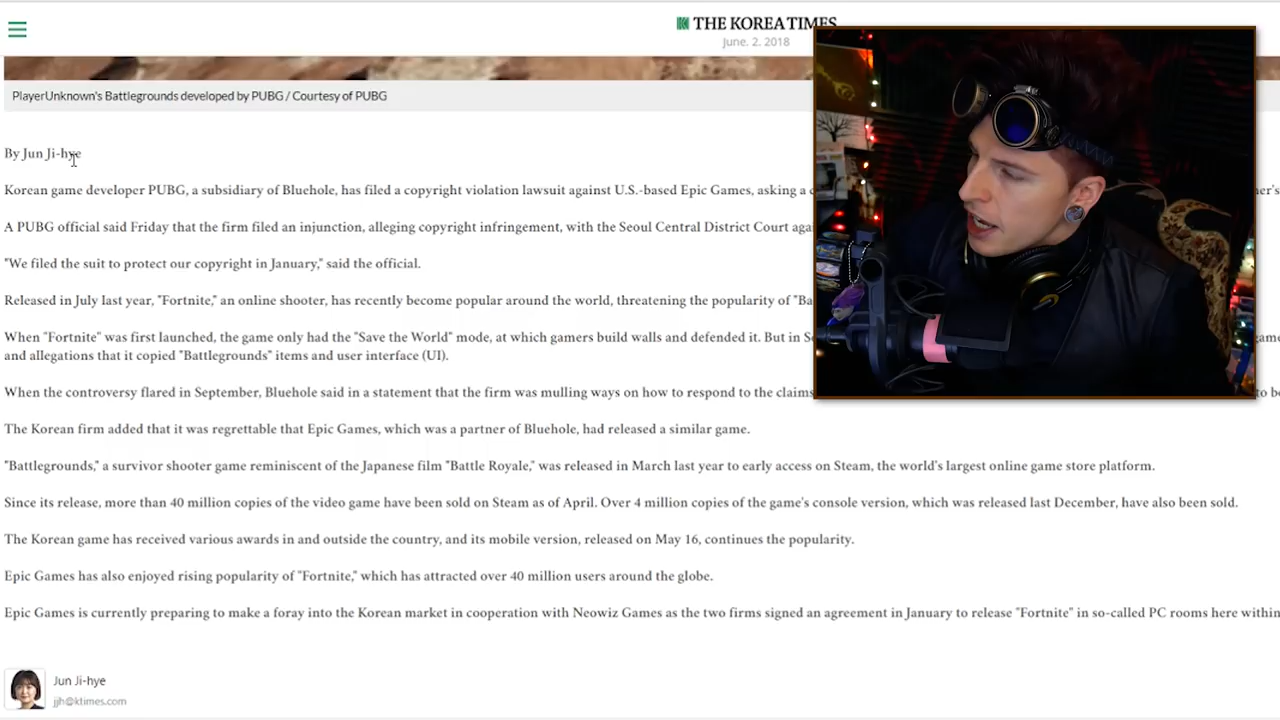 THE KOREA TIMES
June. 2, 2018
PlayerUnknown's Battlegrounds developed by PUBG / Courtesy of PUBG
By Jun Ji-hye
Korean game developer PUBG, a subsidiary of Bluehole, has filed a copyright violation lawsuit against U.S.-based Epic Games, asking a
A PUBG official said Friday that the firm filed an injunction, alleging copyright infringement, with the Seoul Central District Court
"We filed the suit to protect our copyright in January," said the official.
Released in July last year, "Fortnite," an online shooter, has recently become popular around the world, threatening the popularity of
When "Fortnite" was first launched, the game only had the "Save the World" mode, at which gamers build walls and defended it. But in
and allegations that it copied "Battlegrounds" items and user interface (UI).
When the controversy flared in September, Bluehole said in a statement that the firm was mulling ways on how to respond to the claims to
The Korean firm added that it was regrettable that Epic Games, which was a partner of Bluehole, had released a similar game.
"Battlegrounds," a survivor shooter game reminiscent of the Japanese film "Battle Royale," was released in March last year to early access on Steam, the world's largest online game store platform.
Since its release, more than 40 million copies of the video game have been sold on Steam as of April. Over 4 million copies of the game's console version, which was released last December, have also been sold.
The Korean game has received various awards in and outside the country, and its mobile version, released on May 16, continues the popularity.
Epic Games has also enjoyed rising popularity of "Fortnite," which has attracted over 40 million users around the globe.
Epic Games is currently preparing to make a foray into the Korean market in cooperation with Neowiz Games as the two firms signed an agreement in January to release "Fortnite" in so-called PC rooms here within
Jun Ji-hye
jjh@ktimes.com